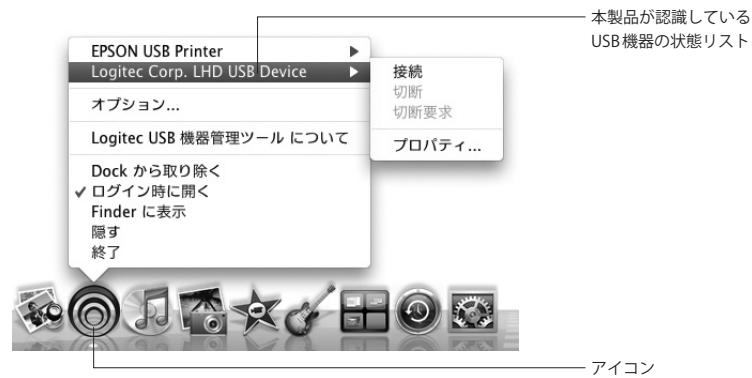 本製品が認識している
USB機器の状態リスト
EPSON USB Printer
Logitec Corp. LHD USB Device
接続
切断
切断要求
プロパティ...
オプション...
Logitec USB 機器管理ツール について
Dock から取り除く
ログイン時に開く
Finder に表示
隠す
終了
アイコン